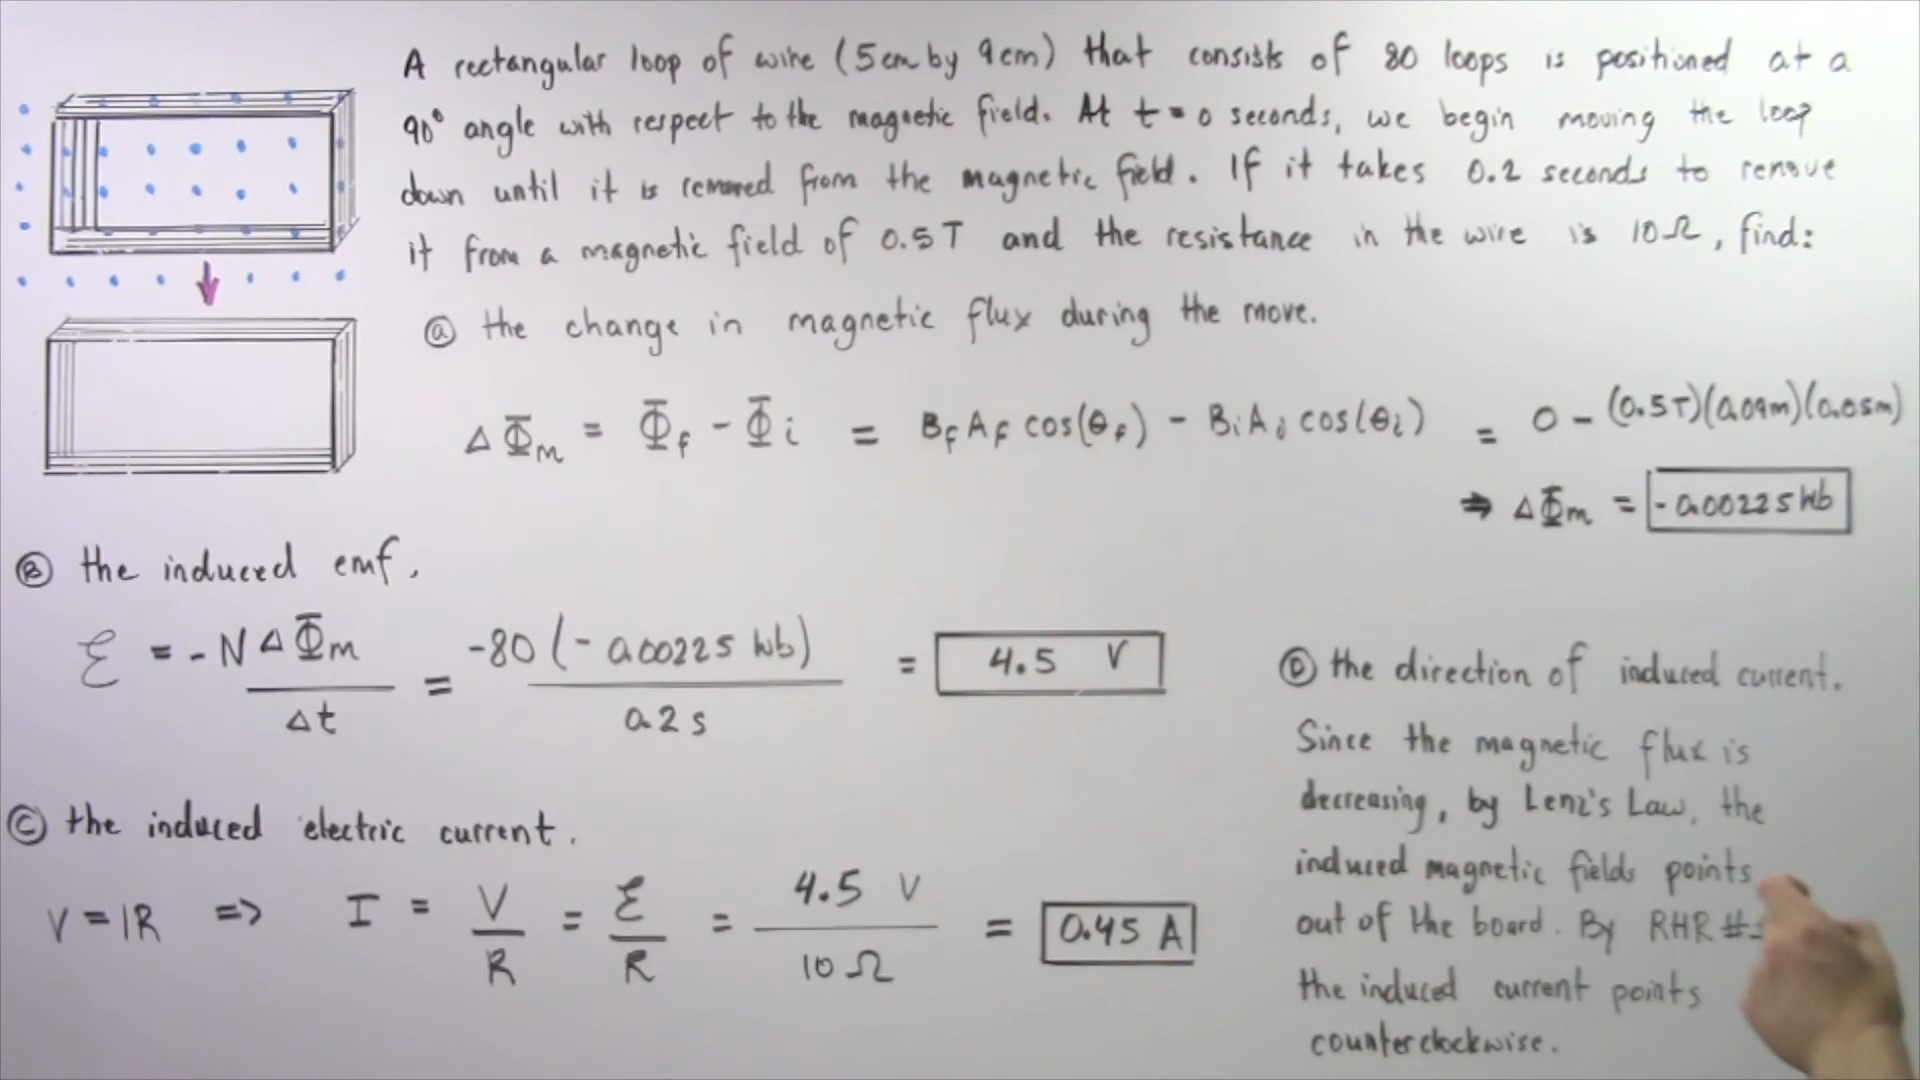 A rectangular loop of wire (5cm by 9cm) that consists of 80 loops is positioned at a
90° angle with respect to the magnetic field. At t=0 seconds, we begin moving the loop
down until it is removed from the magnetic field. If it takes 0.2 seconds to remove
it from a magnetic field of 0.5T and the resistance in the wire is 10Ω, find:
Ⓐ the change in magnetic flux during the move.
ΔΦm = Φf - Φi = BfAf cos(θf) - BiAi cos(θi) = 0 - (0.5T)(0.09m)(0.05m)
⇒ ΔΦm = -0.00225 Wb
Ⓑ the induced emf.
ℰ = -N ΔΦm / Δt = -80 (-0.00225 Wb) / 0.2 s = 4.5 V
Ⓒ the induced electric current.
V = IR => I = V/R = ℰ/R = 4.5 V / 10 Ω = 0.45 A
Ⓓ the direction of induced current.
Since the magnetic flux is
decreasing, by Lenz's Law, the
induced magnetic fields points
out of the board. By RHR #
the induced current points
counterclockwise.